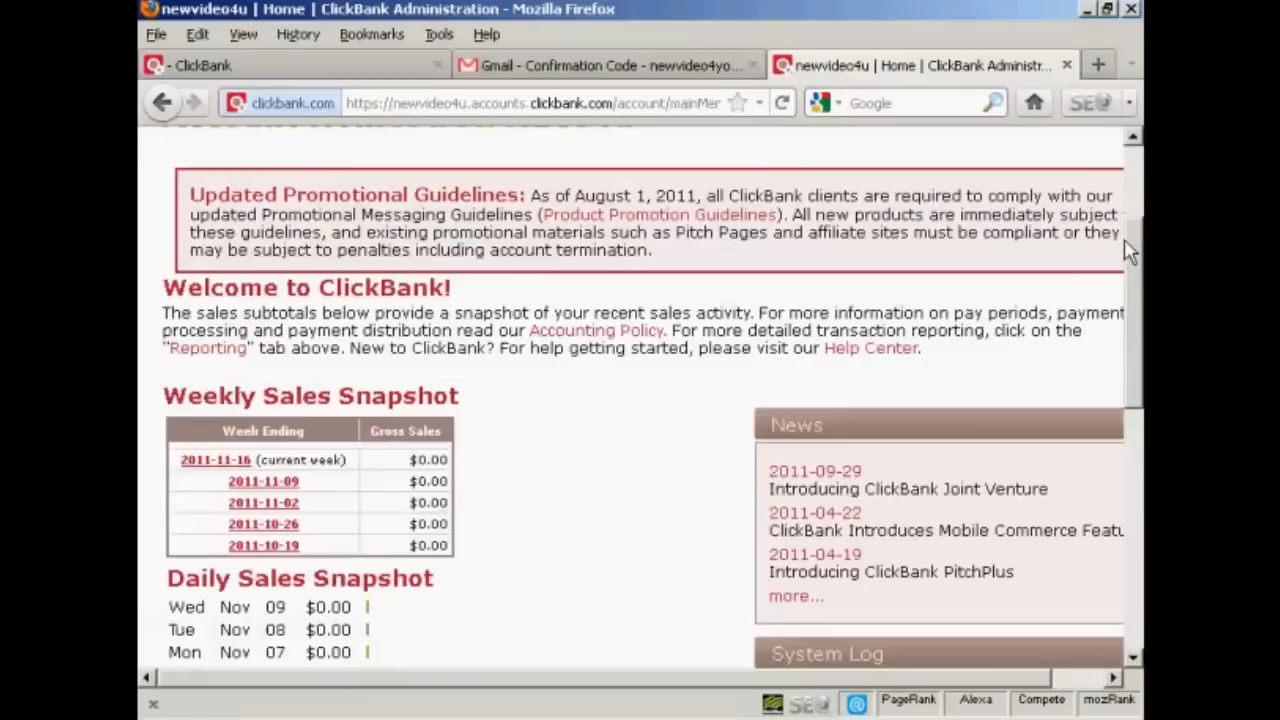 newvideo4u | Home | ClickBank Administration - Mozilla Firefox
File Edit View History Bookmarks Tools Help
- ClickBank
Gmail - Confirmation Code - newvideo4yo...
newvideo4u | Home | ClickBank Administr...
clickbank.com https://newvideo4u.accounts.clickbank.com/account/mainMer
Google
SEO
Updated Promotional Guidelines: As of August 1, 2011, all ClickBank clients are required to comply with our
updated Promotional Messaging Guidelines (Product Promotion Guidelines). All new products are immediately subject
these guidelines, and existing promotional materials such as Pitch Pages and affiliate sites must be compliant or they
may be subject to penalties including account termination.
Welcome to ClickBank!
The sales subtotals below provide a snapshot of your recent sales activity. For more information on pay periods, payment
processing and payment distribution read our Accounting Policy. For more detailed transaction reporting, click on the
"Reporting" tab above. New to ClickBank? For help getting started, please visit our Help Center.
Weekly Sales Snapshot
Week Ending Gross Sales
2011-11-16 (current week) $0.00
2011-11-09 $0.00
2011-11-02 $0.00
2011-10-26 $0.00
2011-10-19 $0.00
Daily Sales Snapshot
Wed Nov 09 $0.00
Tue Nov 08 $0.00
Mon Nov 07 $0.00
News
2011-09-29
Introducing ClickBank Joint Venture
2011-04-22
ClickBank Introduces Mobile Commerce Featu
2011-04-19
Introducing ClickBank PitchPlus
more...
System Log
SEO PageRank Alexa Compete mozRank